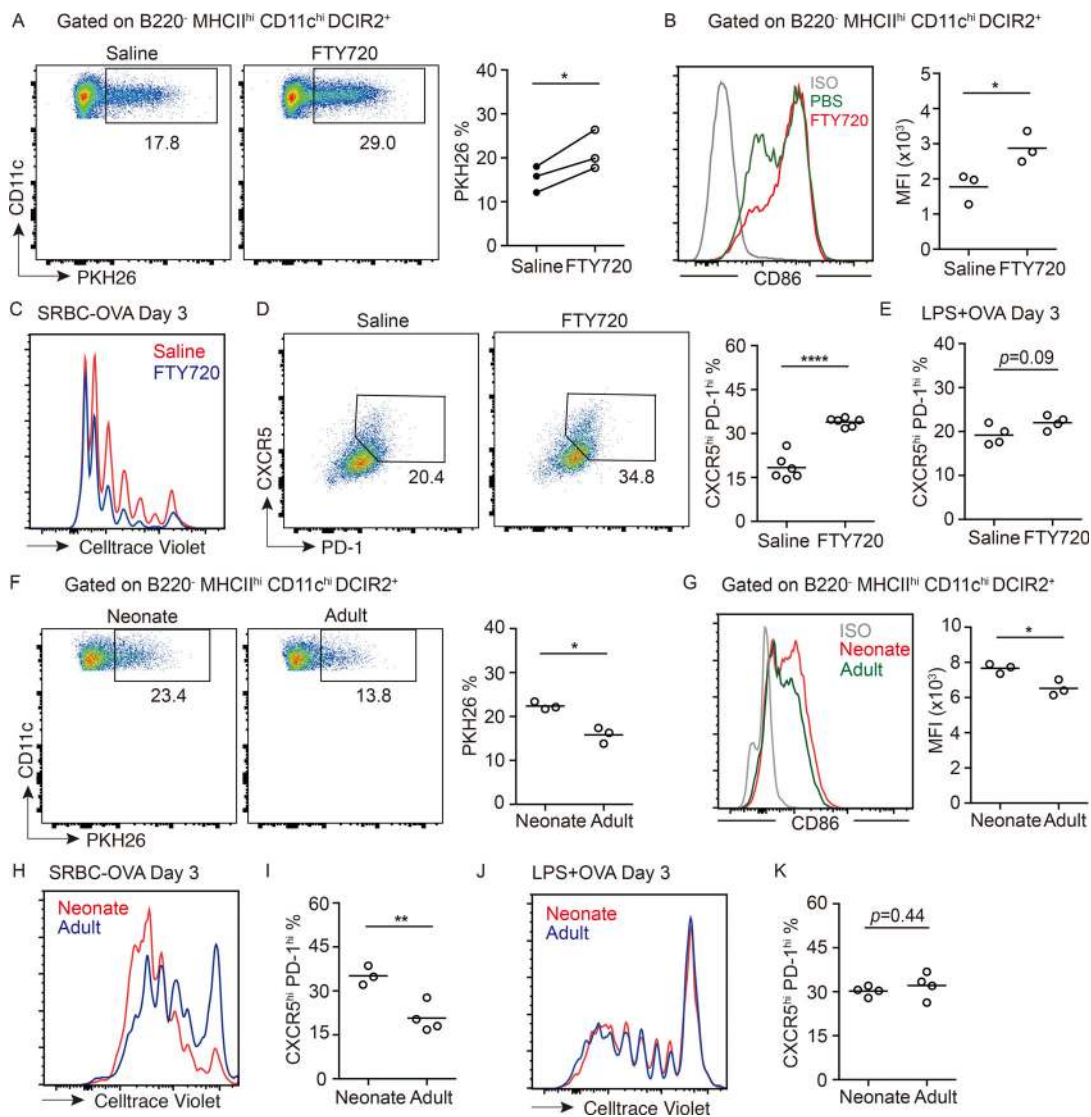 A Gated on B220⁻ MHCIIʰⁱ CD11cʰⁱ DCIR2⁺
Saline FTY720
17.8 29.0
CD11c
PKH26
40
30
20
10
0
PKH26 %
*
Saline FTY720
B Gated on B220⁻ MHCIIʰⁱ CD11cʰⁱ DCIR2⁺
ISO
PBS
FTY720
CD86
5
4
3
2
1
0
MFI (x10³)
*
Saline FTY720
C SRBC-OVA Day 3
Saline
FTY720
Celltrace Violet
D
Saline FTY720
20.4 34.8
CXCR5
PD-1
60
45
30
15
0
CXCR5ʰⁱ PD-1ʰⁱ %
****
Saline FTY720
E LPS+OVA Day 3
40
30
20
10
0
p=0.09
Saline FTY720
F Gated on B220⁻ MHCIIʰⁱ CD11cʰⁱ DCIR2⁺
Neonate Adult
23.4 13.8
CD11c
PKH26
40
30
20
10
0
PKH26 %
*
Neonate Adult
G Gated on B220⁻ MHCIIʰⁱ CD11cʰⁱ DCIR2⁺
ISO
Neonate
Adult
CD86
10
8
6
4
2
0
MFI (x10³)
*
Neonate Adult
H SRBC-OVA Day 3
Neonate
Adult
Celltrace Violet
I
60
45
30
15
0
CXCR5ʰⁱ PD-1ʰⁱ %
**
Neonate Adult
J LPS+OVA Day 3
Neonate
Adult
Celltrace Violet
K
60
45
30
15
0
CXCR5ʰⁱ PD-1ʰⁱ %
p=0.44
Neonate Adult